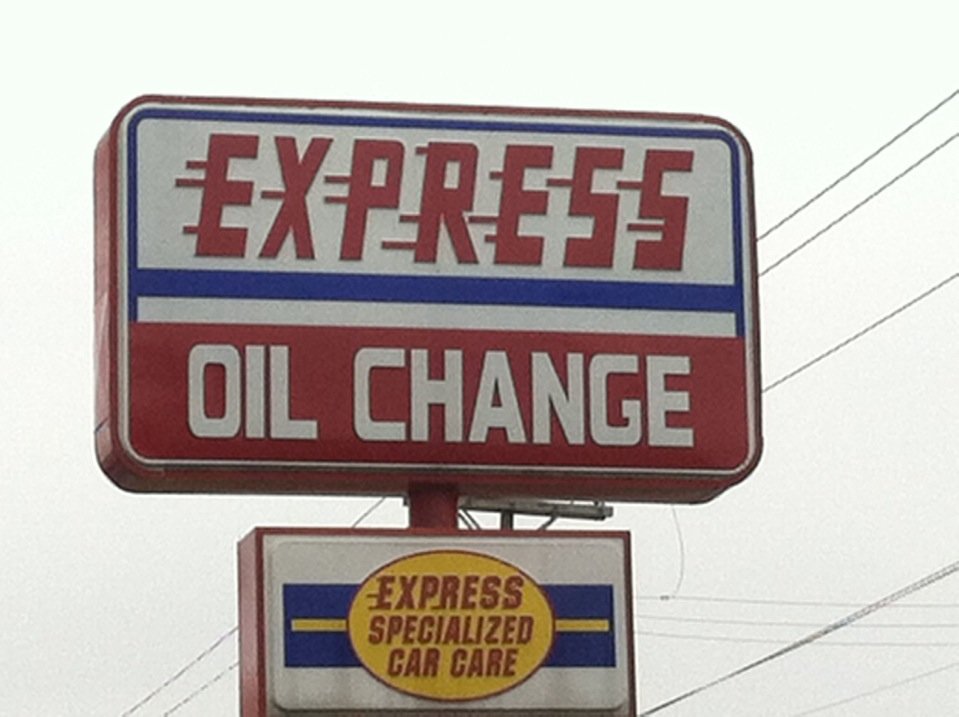 EXPRESS
OIL CHANGE
EXPRESS
SPECIALIZED
CAR CARE